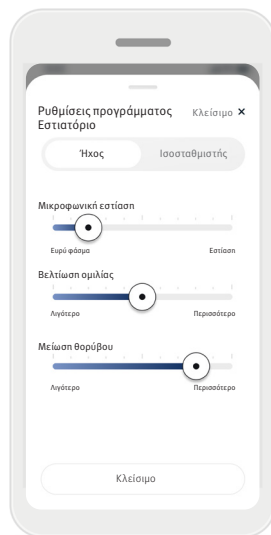 Ρυθμίσεις προγράμματος
Εστιατόριο
Κλείσιμο ×
Ήχος
Ισοσταθμιστής
Μικροφωνική εστίαση
Ευρύ φάσμα
Εστίαση
Βελτίωση ομιλίας
Λιγότερο
Περισσότερο
Μείωση θορύβου
Λιγότερο
Περισσότερο
Κλείσιμο